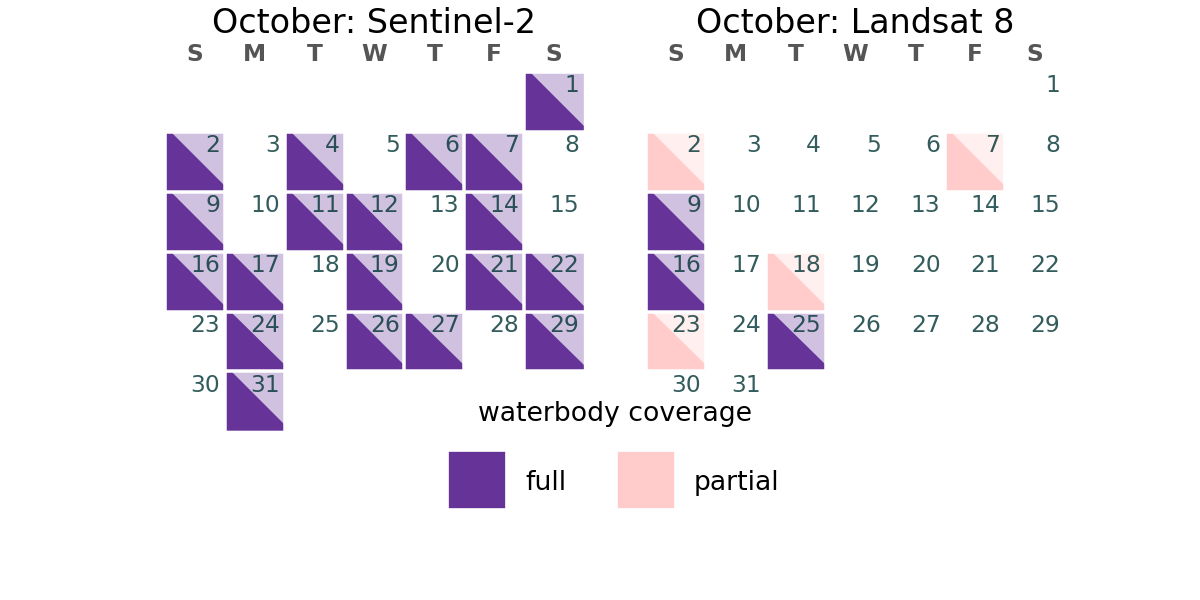 October: Sentinel-2
S M T W T F S
1
2 3 4 5 6 7 8
9 10 11 12 13 14 15
16 17 18 19 20 21 22
23 24 25 26 27 28 29
30 31
October: Landsat 8
S M T W T F S
1
2 3 4 5 6 7 8
9 10 11 12 13 14 15
16 17 18 19 20 21 22
23 24 25 26 27 28 29
30 31
waterbody coverage
full
partial